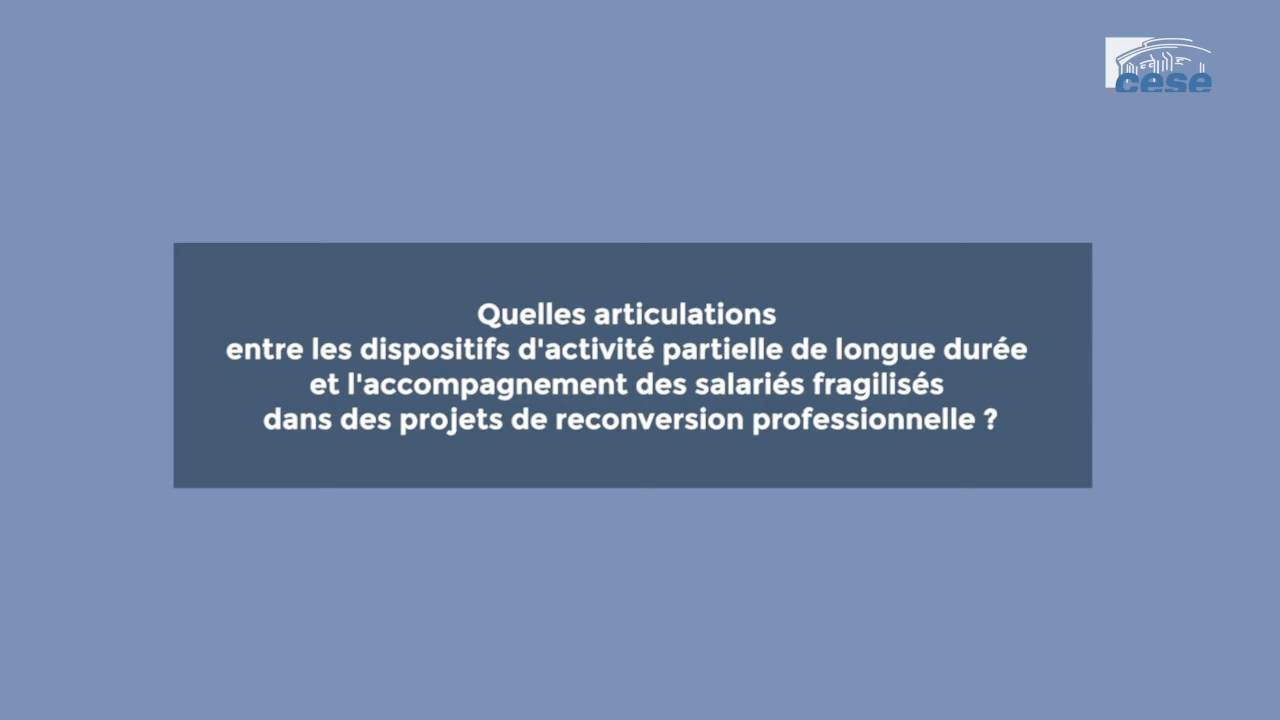 cese
Quelles articulations
entre les dispositifs d'activité partielle de longue durée
et l'accompagnement des salariés fragilisés
dans des projets de reconversion professionnelle ?